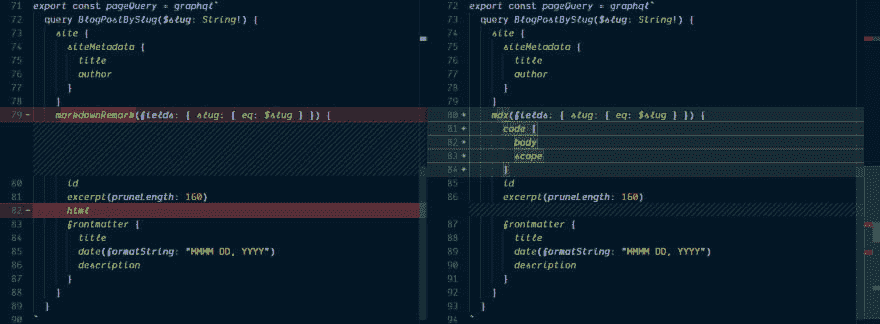 71 export const pageQuery = graphql`
72 query BlogPostBySlug($slug: String!) {
73 site {
74 siteMetadata {
75 title
76 author
77 }
78 }
79 - markdownRemark(fields: { slug: { eq: $slug } }) {
80 id
81 excerpt(pruneLength: 160)
82 - html
83 frontmatter {
84 title
85 date(formatString: "MMMM DD, YYYY")
86 description
87 }
88 }
89 }
90 `
72 export const pageQuery = graphql`
73 query BlogPostBySlug($slug: String!) {
74 site {
75 siteMetadata {
76 title
77 author
78 }
79 }
80 + mdx(fields: { slug: { eq: $slug } }) {
81 + code {
82 + body
83 + scope
84 + }
85 id
86 excerpt(pruneLength: 160)
87 frontmatter {
88 title
89 date(formatString: "MMMM DD, YYYY")
90 description
91 }
92 }
93 }
94 `